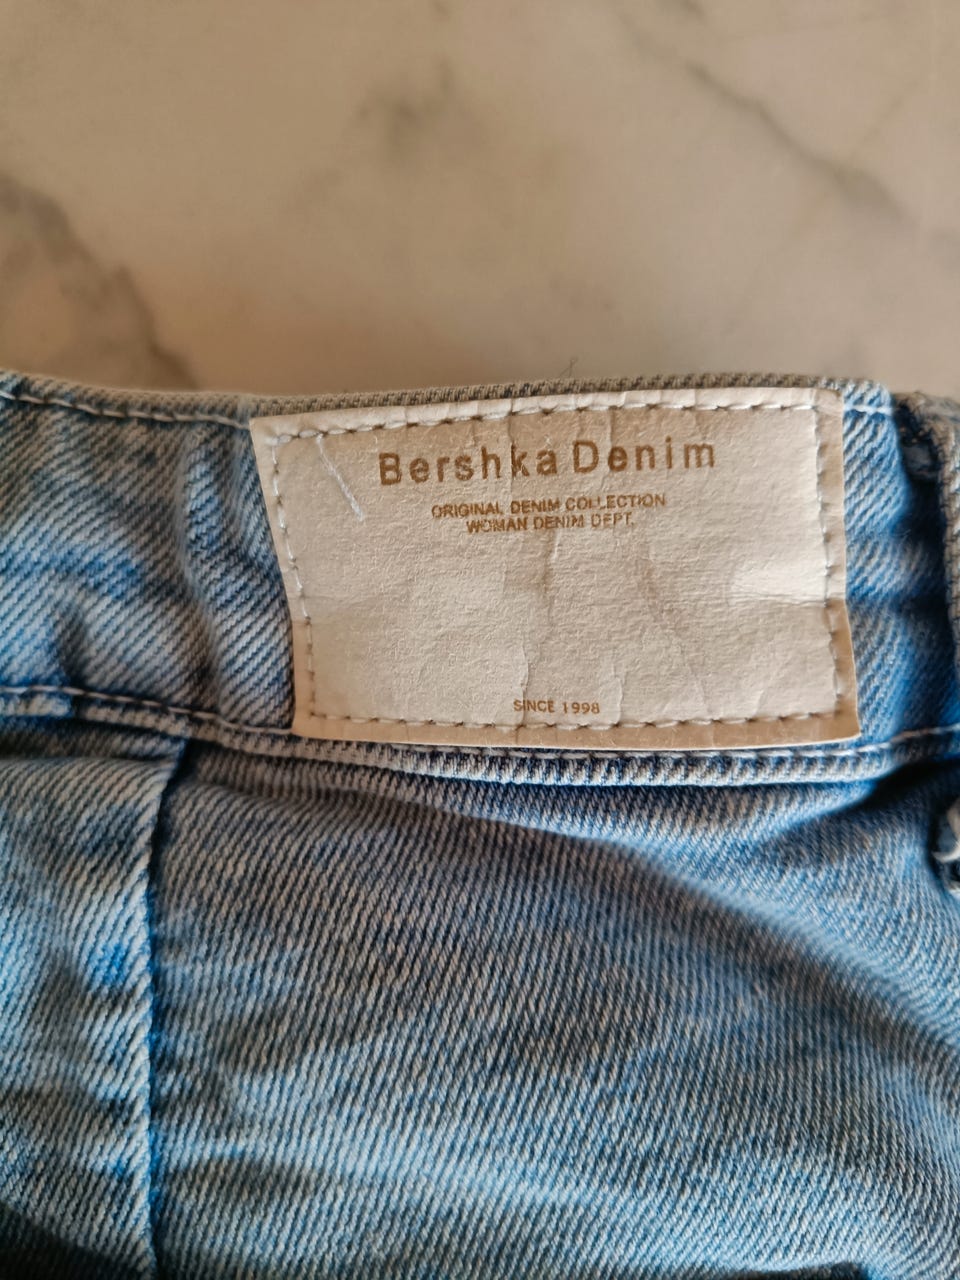 Bershka Denim
ORIGINAL DENIM COLLECTION
WOMAN DENIM DEPT.
SINCE 1998